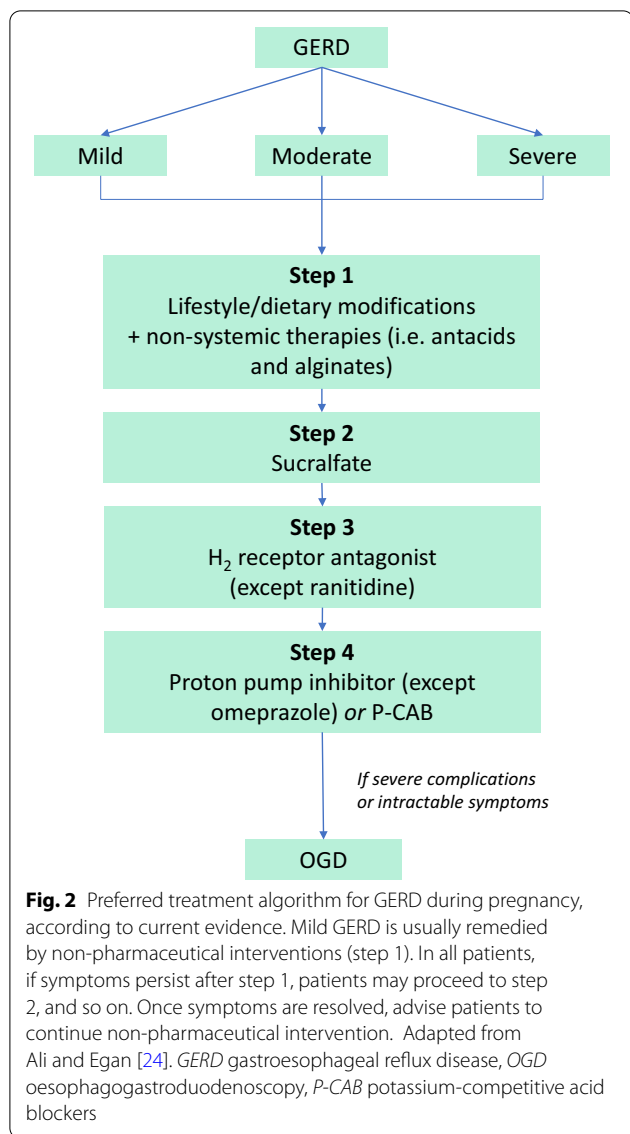 GERD
Mild
Moderate
Severe
Step 1
Lifestyle/dietary modifications
+ non-systemic therapies (i.e. antacids
and alginates)
Step 2
Sucralfate
Step 3
H₂ receptor antagonist
(except ranitidine)
Step 4
Proton pump inhibitor (except
omeprazole) or P-CAB
If severe complications
or intractable symptoms
OGD
Fig. 2 Preferred treatment algorithm for GERD during pregnancy,
according to current evidence. Mild GERD is usually remedied
by non-pharmaceutical interventions (step 1). In all patients,
if symptoms persist after step 1, patients may proceed to step
2, and so on. Once symptoms are resolved, advise patients to
continue non-pharmaceutical intervention. Adapted from
Ali and Egan [24]. GERD gastroesophageal reflux disease, OGD
oesophagogastroduodenoscopy, P-CAB potassium-competitive acid
blockers